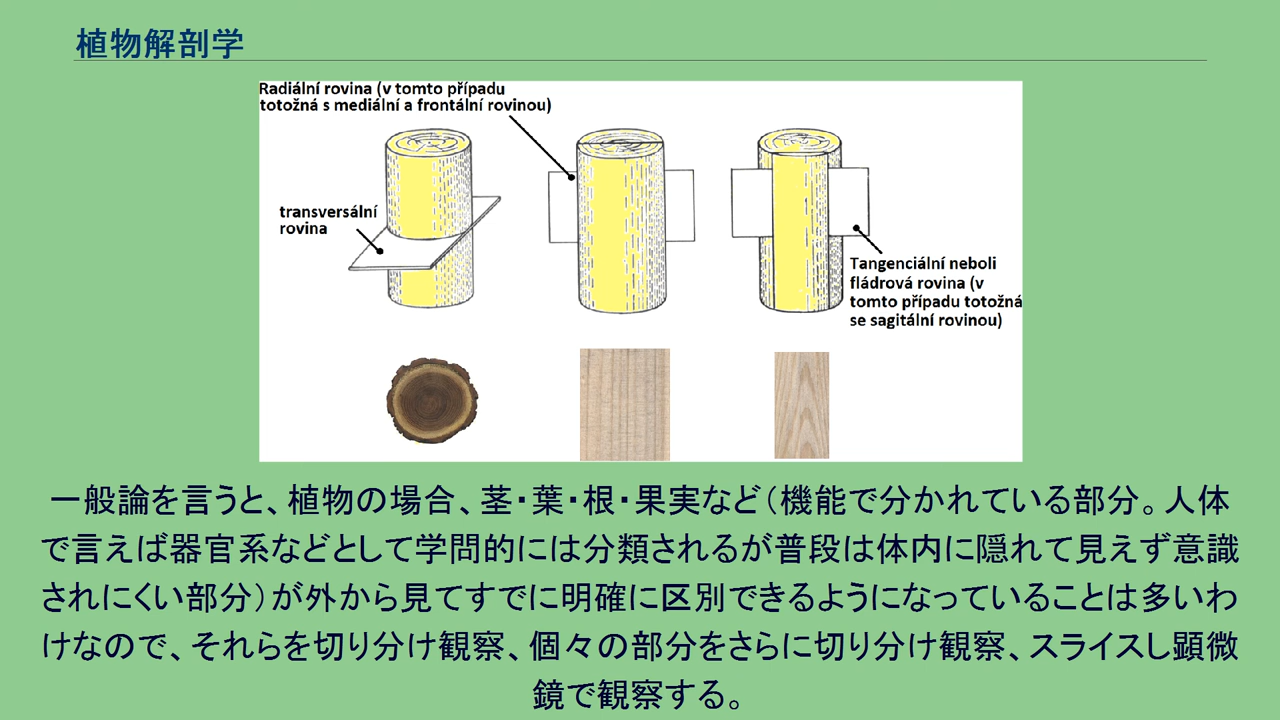 植物解剖学
Radiální rovina (v tomto případu
totožná s mediální a frontální rovinou)
transversální
rovina
Tangenciální neboli
fládrová rovina (v
tomto případu totožná
se sagitální rovinou)
一般論を言うと、植物の場合、茎・葉・根・果実など（機能で分かれている部分。人体
で言えば器官系などとして学問的には分類されるが普段は体内に隠れて見えず意識
されにくい部分）が外から見てすでに明確に区別できるようになっていることは多いわ
けなので、それらを切り分け観察、個々の部分をさらに切り分け観察、スライスし顕微
鏡で観察する。